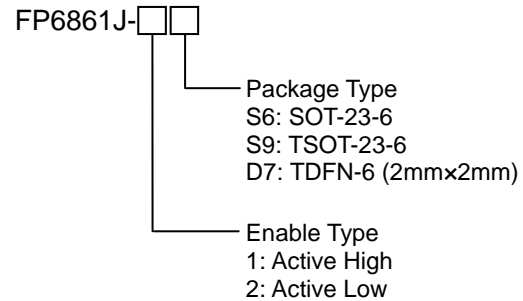 FP6861J-□□
Package Type
S6: SOT-23-6
S9: TSOT-23-6
D7: TDFN-6 (2mm×2mm)
Enable Type
1: Active High
2: Active Low